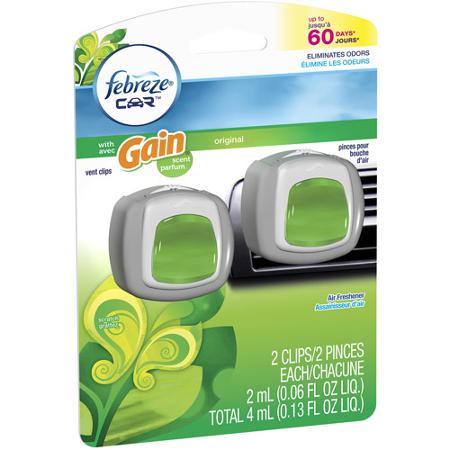 up to
jusqu'à
60 DAYS*
JOURS*
ELIMINATES ODORS
ÉLIMINE LES ODEURS
febreze®
CAR™
with
avec
Gain
scent
parfum
original
vent clips
pinces pour
bouche
d'air
Air Freshener
Assainisseur d'air
scratch
grattez
2 CLIPS/2 PINCES
EACH/CHACUNE
2 mL (0.06 FL OZ LIQ.)
TOTAL 4 mL (0.13 FL OZ LIQ.)